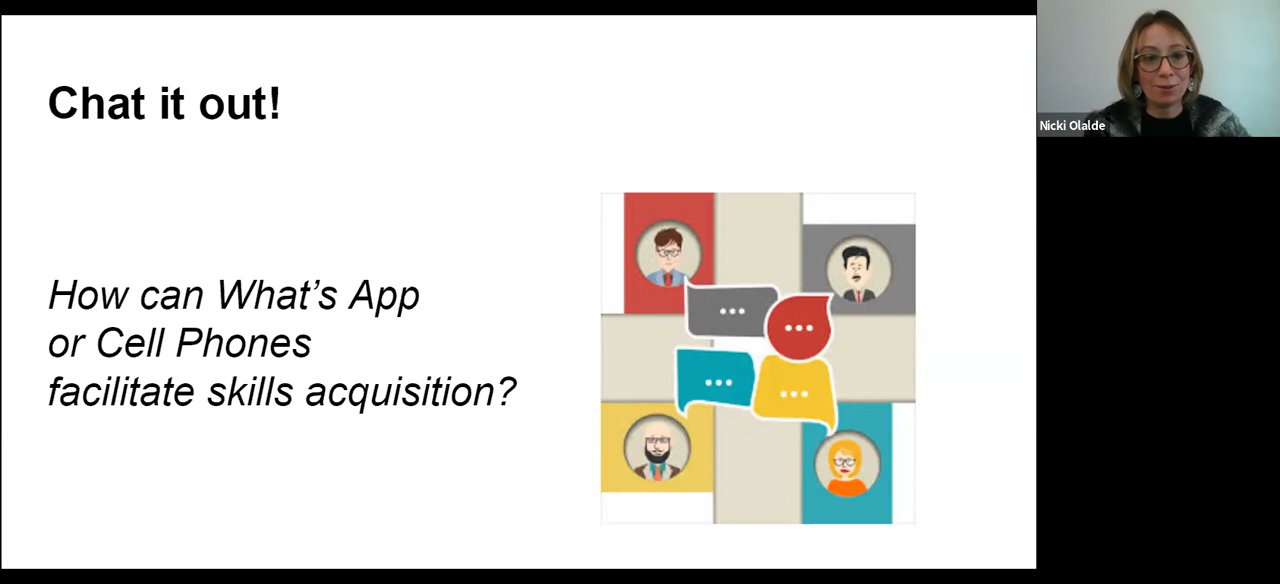 Chat it out!
How can What's App
or Cell Phones
facilitate skills acquisition?
Nicki Olalde